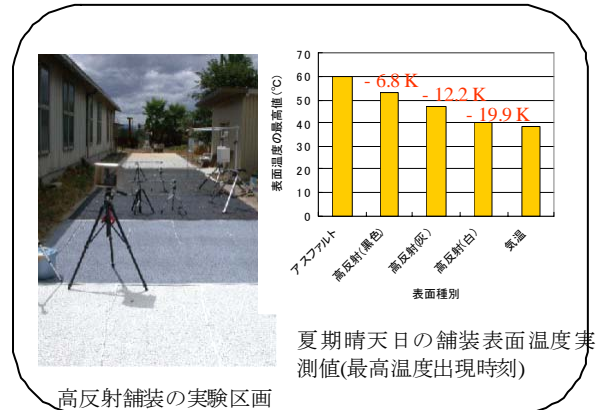 70
60
50
40
30
20
10
0
表面温度の最高値(℃)
- 6.8 K
- 12.2 K
- 19.9 K
アスファルト
高反射(黒色)
高反射(灰)
高反射(白)
気温
表面種別
夏期晴天日の舗装表面温度実
測値(最高温度出現時刻)
高反射舗装の実験区画